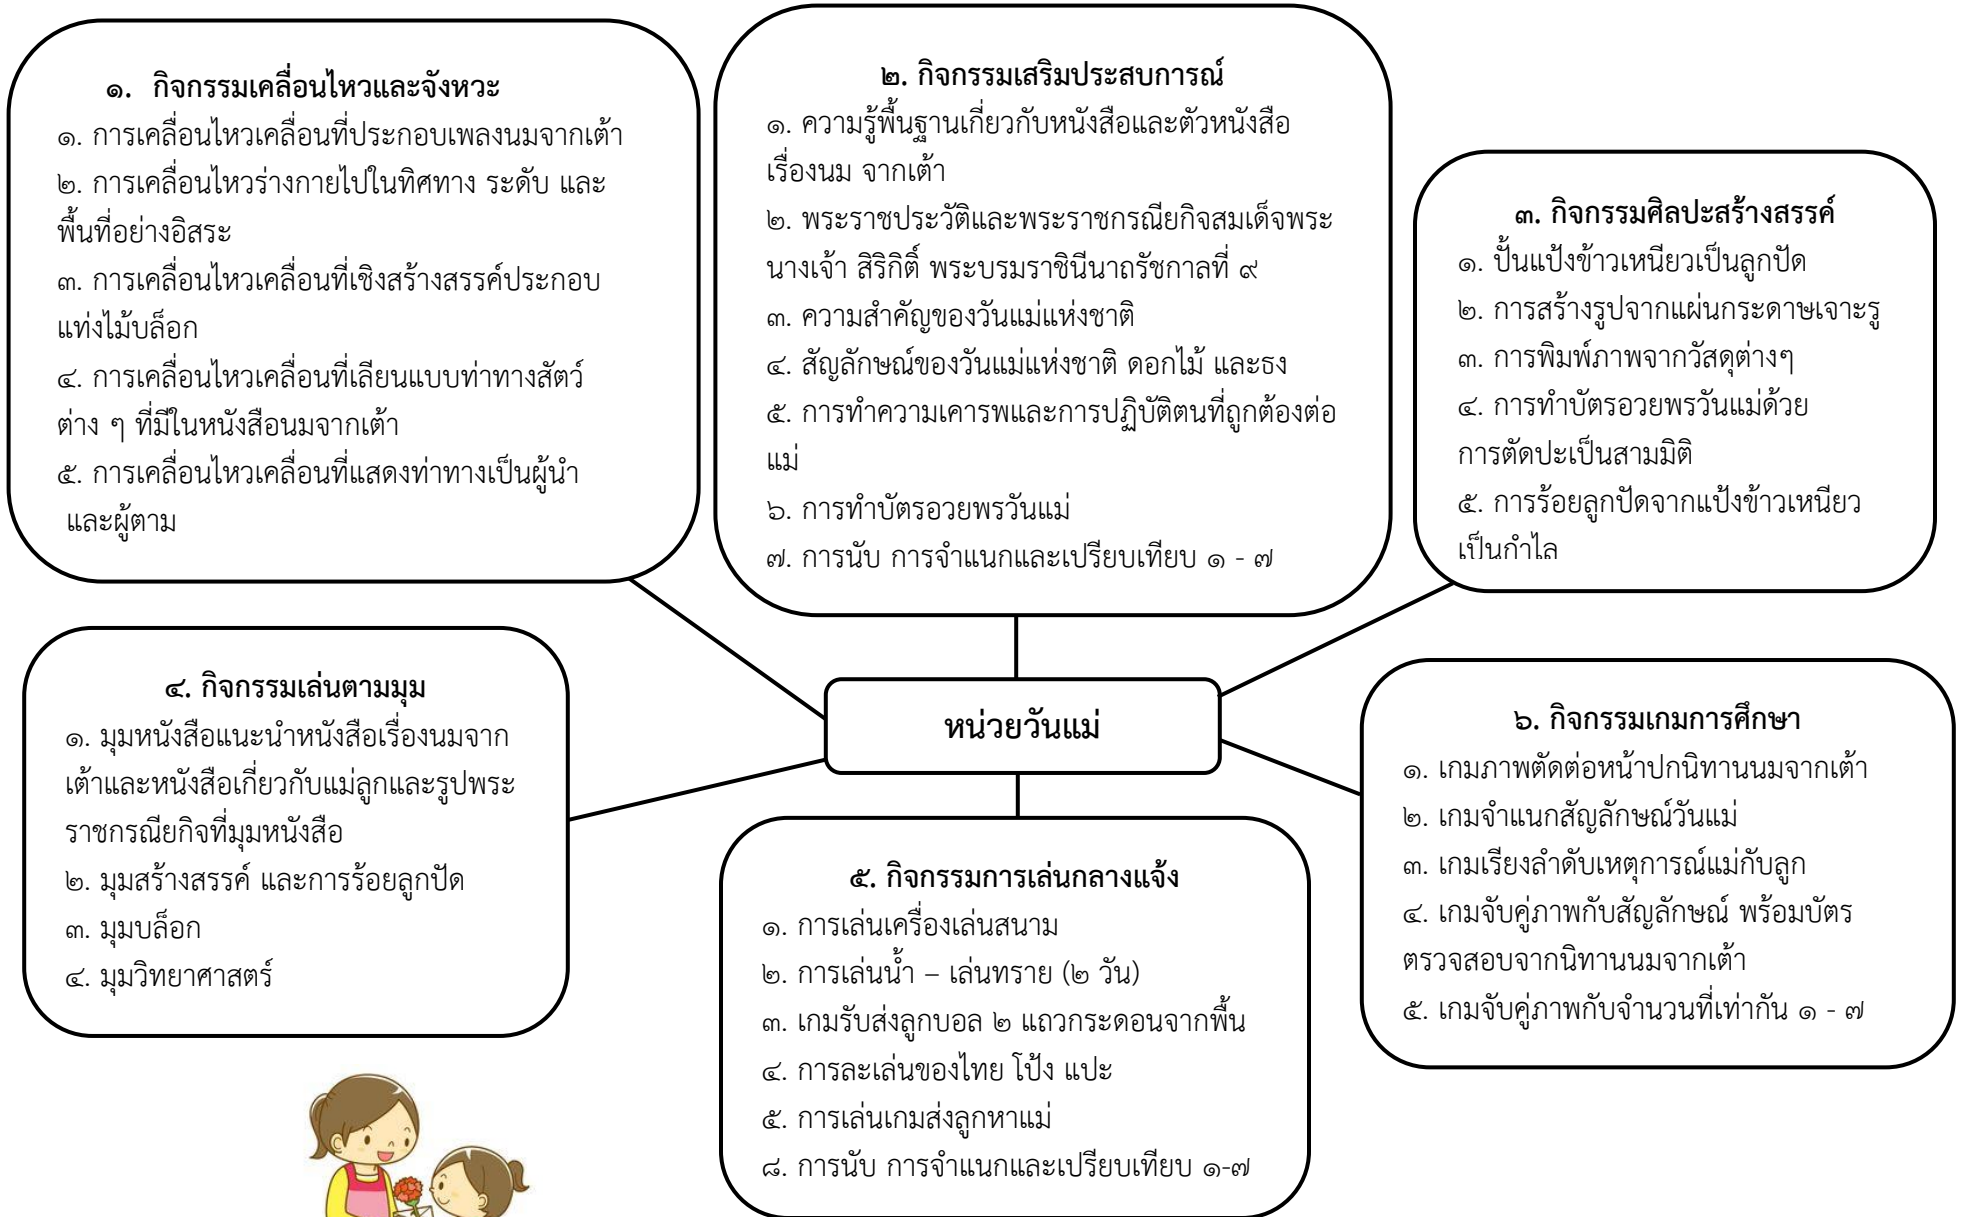 ๑. กิจกรรมเคลื่อนไหวและจังหวะ
๑. การเคลื่อนไหวเคลื่อนที่ประกอบเพลงนมจากเต้า
๒. การเคลื่อนไหวร่างกายไปในทิศทาง ระดับ และ
พื้นที่อย่างอิสระ
๓. การเคลื่อนไหวเคลื่อนที่เชิงสร้างสรรค์ประกอบ
แท่งไม้บล็อก
๔. การเคลื่อนไหวเคลื่อนที่เลียนแบบท่าทางสัตว์
ต่าง ๆ ที่มีในหนังสือนมจากเต้า
๕. การเคลื่อนไหวเคลื่อนที่แสดงท่าทางเป็นผู้นำ
และผู้ตาม
๒. กิจกรรมเสริมประสบการณ์
๑. ความรู้พื้นฐานเกี่ยวกับหนังสือและตัวหนังสือ
เรื่องนม จากเต้า
๒. พระราชประวัติและพระราชกรณียกิจสมเด็จพระ
นางเจ้า สิริกิติ์ พระบรมราชินีนาถรัชกาลที่ ๙
๓. ความสำคัญของวันแม่แห่งชาติ
๔. สัญลักษณ์ของวันแม่แห่งชาติ ดอกไม้ และธง
๕. การทำความเคารพและการปฏิบัติตนที่ถูกต้องต่อ
แม่
๖. การทำบัตรอวยพรวันแม่
๗. การนับ การจำแนกและเปรียบเทียบ ๑ - ๗
๓. กิจกรรมศิลปะสร้างสรรค์
๑. ปั้นแป้งข้าวเหนียวเป็นลูกปัด
๒. การสร้างรูปจากแผ่นกระดาษเจาะรู
๓. การพิมพ์ภาพจากวัสดุต่างๆ
๔. การทำบัตรอวยพรวันแม่ด้วย
การตัดปะเป็นสามมิติ
๕. การร้อยลูกปัดจากแป้งข้าวเหนียว
เป็นกำไล
หน่วยวันแม่
๔. กิจกรรมเล่นตามมุม
๑. มุมหนังสือแนะนำหนังสือเรื่องนมจาก
เต้าและหนังสือเกี่ยวกับแม่ลูกและรูปพระ
ราชกรณียกิจที่มุมหนังสือ
๒. มุมสร้างสรรค์ และการร้อยลูกปัด
๓. มุมบล็อก
๔. มุมวิทยาศาสตร์
๕. กิจกรรมการเล่นกลางแจ้ง
๑. การเล่นเครื่องเล่นสนาม
๒. การเล่นน้ำ – เล่นทราย (๒ วัน)
๓. เกมรับส่งลูกบอล ๒ แถวกระดอนจากพื้น
๔. การละเล่นของไทย โป้ง แปะ
๕. การเล่นเกมส่งลูกหาแม่
๘. การนับ การจำแนกและเปรียบเทียบ ๑-๗
๖. กิจกรรมเกมการศึกษา
๑. เกมภาพตัดต่อหน้าปกนิทานนมจากเต้า
๒. เกมจำแนกสัญลักษณ์วันแม่
๓. เกมเรียงลำดับเหตุการณ์แม่กับลูก
๔. เกมจับคู่ภาพกับสัญลักษณ์ พร้อมบัตร
ตรวจสอบจากนิทานนมจากเต้า
๕. เกมจับคู่ภาพกับจำนวนที่เท่ากัน ๑ - ๗